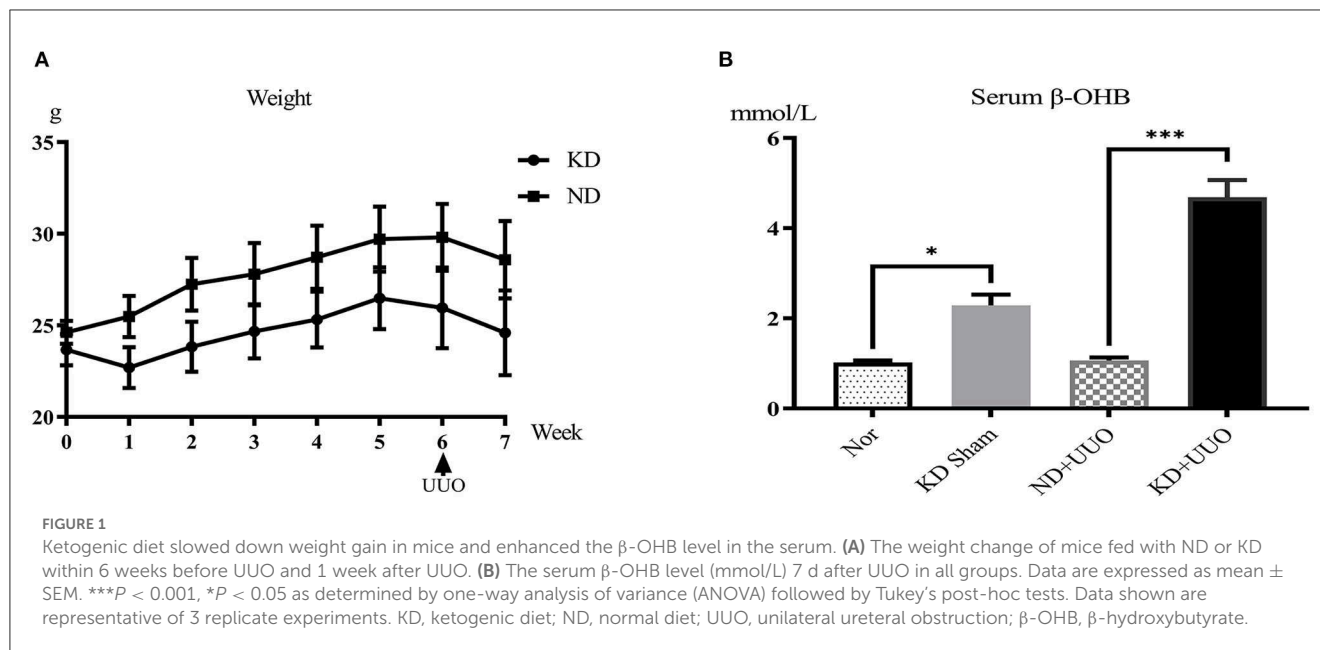 A
Weight
g
35
30
25
20
0 1 2 3 4 5 6 7
Week
UUO
KD
ND
B
Serum β-OHB
mmol/L
6
4
2
0
*
***
Nor
KD Sham
ND+UUO
KD+UUO
FIGURE 1
Ketogenic diet slowed down weight gain in mice and enhanced the β-OHB level in the serum. (A) The weight change of mice fed with ND or KD
within 6 weeks before UUO and 1 week after UUO. (B) The serum β-OHB level (mmol/L) 7 d after UUO in all groups. Data are expressed as mean ±
SEM. ***P < 0.001, *P < 0.05 as determined by one-way analysis of variance (ANOVA) followed by Tukey's post-hoc tests. Data shown are
representative of 3 replicate experiments. KD, ketogenic diet; ND, normal diet; UUO, unilateral ureteral obstruction; β-OHB, β-hydroxybutyrate.